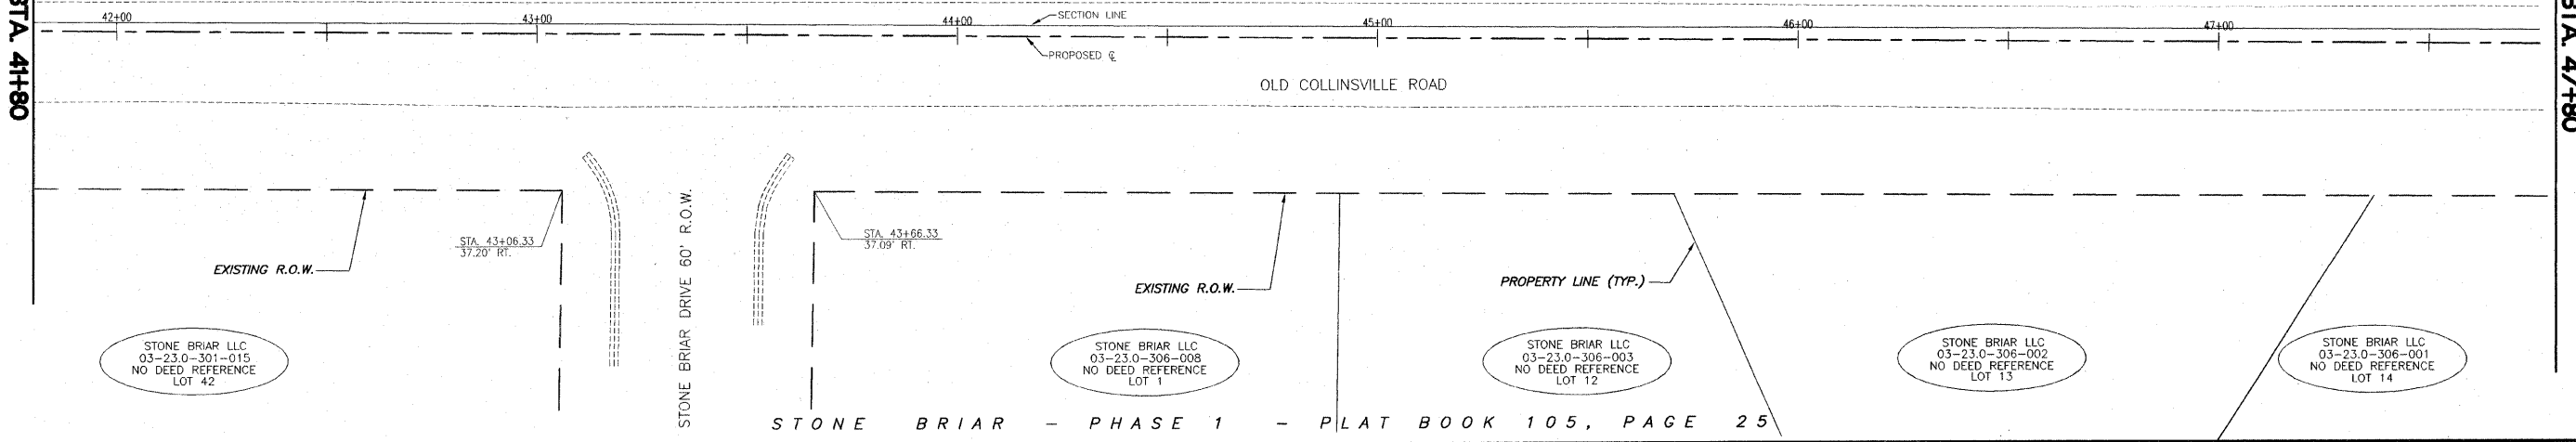 STA. 41+80
42+00
43+00
44+00
SECTION LINE
45+00
46+00
47+00
STA. 47+80
PROPOSED ℄
OLD COLLINSVILLE ROAD
STA. 43+06.33
37.20' RT.
STONE BRIAR DRIVE 60' R.O.W.
STA. 43+66.33
37.09' RT.
EXISTING R.O.W.
EXISTING R.O.W.
PROPERTY LINE (TYP.)
STONE BRIAR LLC
03-23.0-301-015
NO DEED REFERENCE
LOT 42
STONE BRIAR LLC
03-23.0-306-008
NO DEED REFERENCE
LOT 1
STONE BRIAR LLC
03-23.0-306-003
NO DEED REFERENCE
LOT 12
STONE BRIAR LLC
03-23.0-306-002
NO DEED REFERENCE
LOT 13
STONE BRIAR LLC
03-23.0-306-001
NO DEED REFERENCE
LOT 14
STONE BRIAR - PHASE 1 - PLAT BOOK 105, PAGE 25